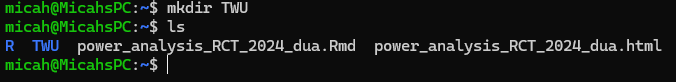 micah@MicahsPC:~$ mkdir TWU
micah@MicahsPC:~$ ls
R  TWU  power_analysis_RCT_2024_dua.Rmd  power_analysis_RCT_2024_dua.html
micah@MicahsPC:~$